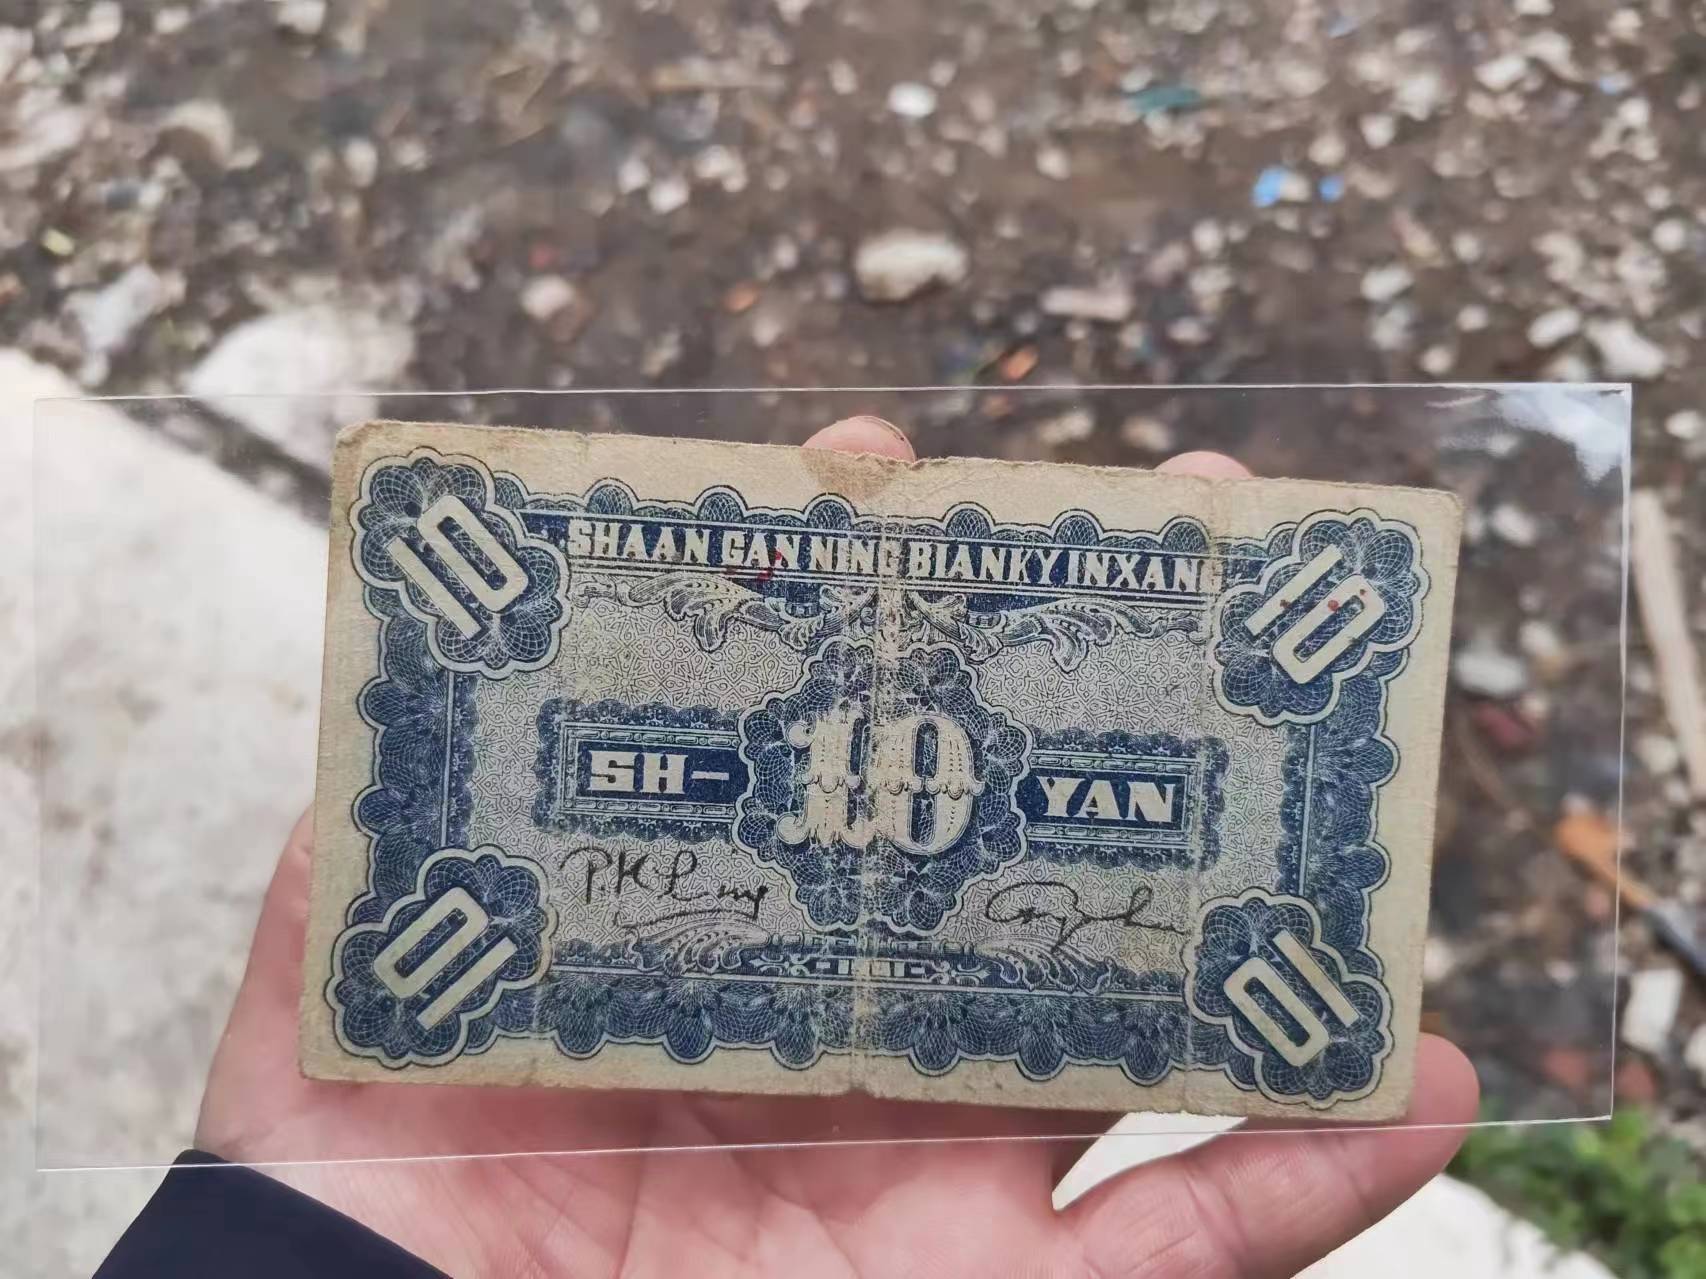 10 10
SHAAN GAN NING BIANKY INXANG
SH- 10 YAN
10 10